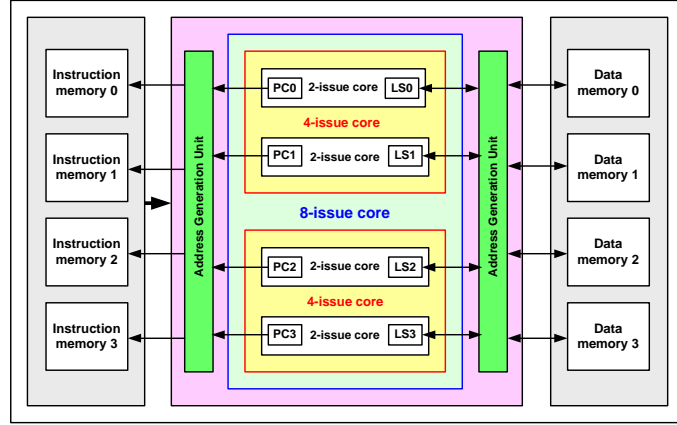 Instruction
memory 0
Instruction
memory 1
Instruction
memory 2
Instruction
memory 3
Address Generation Unit
PC0 2-issue core LS0
4-issue core
PC1 2-issue core LS1
8-issue core
PC2 2-issue core LS2
4-issue core
PC3 2-issue core LS3
Address Generation Unit
Data
memory 0
Data
memory 1
Data
memory 2
Data
memory 3